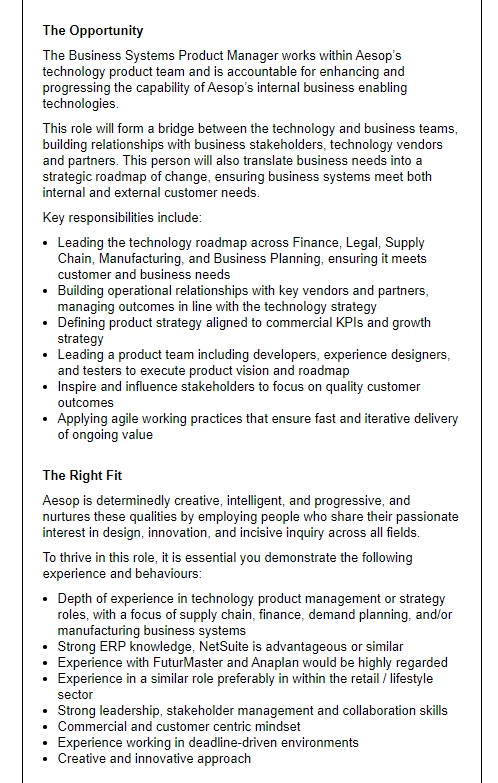 The Opportunity
The Business Systems Product Manager works within Aesop's
technology product team and is accountable for enhancing and
progressing the capability of Aesop's internal business enabling
technologies.
This role will form a bridge between the technology and business teams,
building relationships with business stakeholders, technology vendors
and partners. This person will also translate business needs into a
strategic roadmap of change, ensuring business systems meet both
internal and external customer needs.
Key responsibilities include:
• Leading the technology roadmap across Finance, Legal, Supply
Chain, Manufacturing, and Business Planning, ensuring it meets
customer and business needs
• Building operational relationships with key vendors and partners,
managing outcomes in line with the technology strategy
• Defining product strategy aligned to commercial KPIs and growth
strategy
• Leading a product team including developers, experience designers,
and testers to execute product vision and roadmap
• Inspire and influence stakeholders to focus on quality customer
outcomes
• Applying agile working practices that ensure fast and iterative delivery
of ongoing value
The Right Fit
Aesop is determinedly creative, intelligent, and progressive, and
nurtures these qualities by employing people who share their passionate
interest in design, innovation, and incisive inquiry across all fields.
To thrive in this role, it is essential you demonstrate the following
experience and behaviours:
• Depth of experience in technology product management or strategy
roles, with a focus of supply chain, finance, demand planning, and/or
manufacturing business systems
• Strong ERP knowledge, NetSuite is advantageous or similar
• Experience with FuturMaster and Anaplan would be highly regarded
• Experience in a similar role preferably in within the retail / lifestyle
sector
• Strong leadership, stakeholder management and collaboration skills
• Commercial and customer centric mindset
• Experience working in deadline-driven environments
• Creative and innovative approach